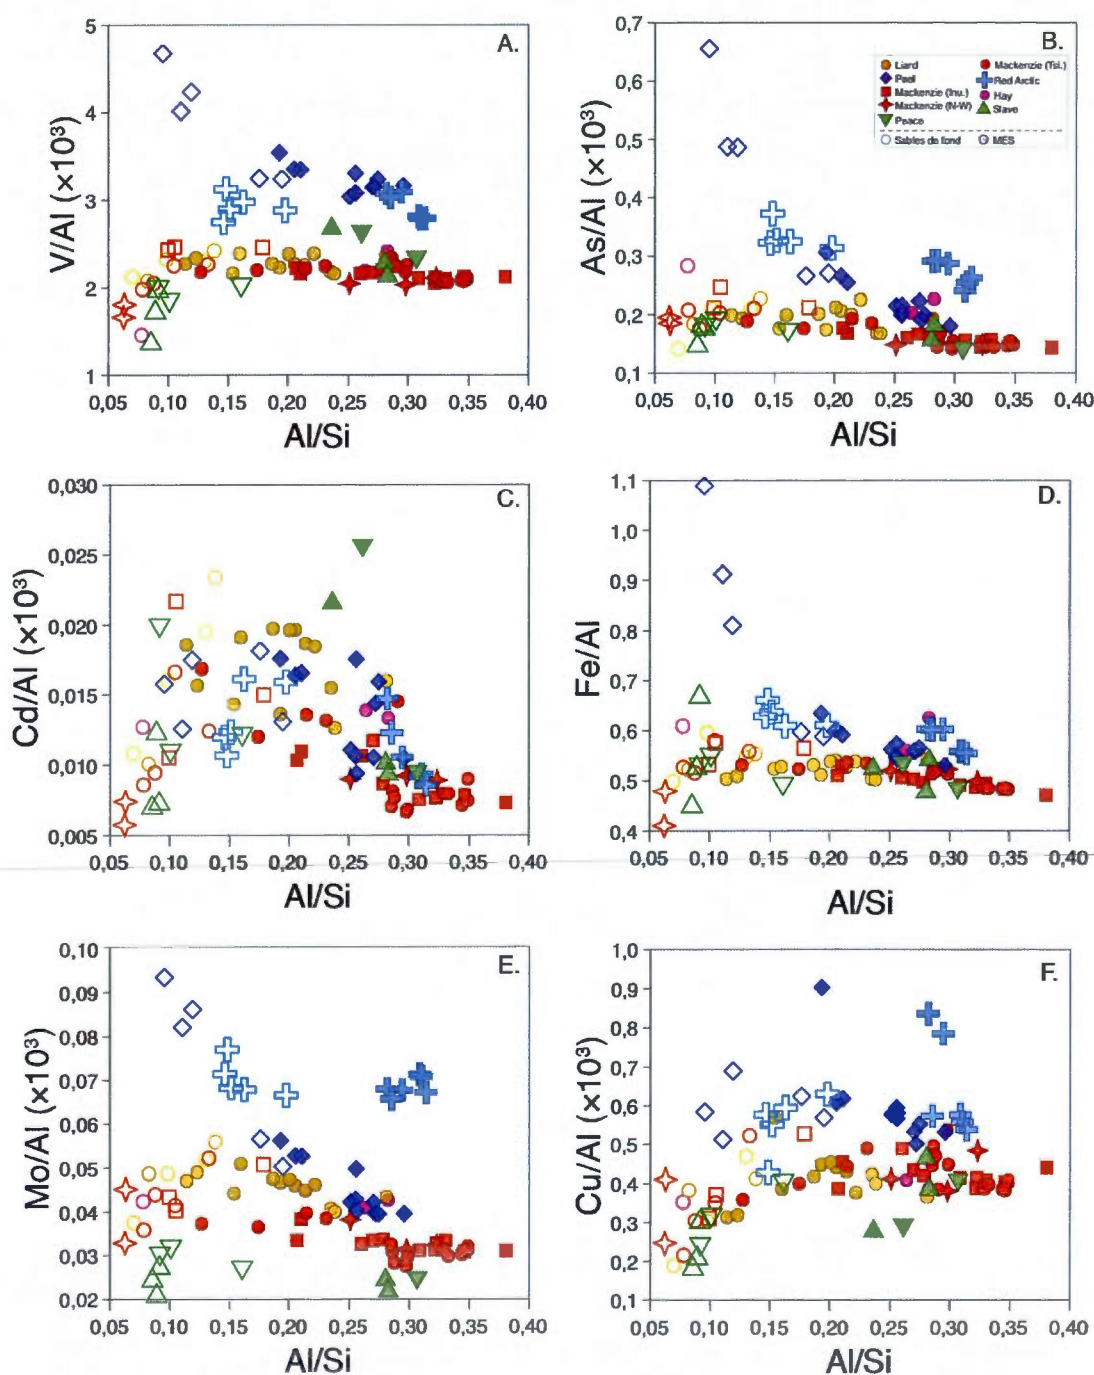 A.
V/Al (×10³)
5
4
3
2
1
0,05 0,10 0,15 0,20 0,25 0,30 0,35 0,40
Al/Si
B.
As/Al (×10³)
0,7
0,6
0,5
0,4
0,3
0,2
0,1
Liard
Peel
Mackenzie (Inu.)
Mackenzie (N-W)
Peace
Mackenzie (Tsi.)
Red Arctic
Hay
Slave
Sables de fond
MES
0,05 0,10 0,15 0,20 0,25 0,30 0,35 0,40
Al/Si
C.
Cd/Al (×10³)
0,030
0,025
0,020
0,015
0,010
0,005
0,05 0,10 0,15 0,20 0,25 0,30 0,35 0,40
Al/Si
D.
Fe/Al
1,1
1,0
0,9
0,8
0,7
0,6
0,5
0,4
0,05 0,10 0,15 0,20 0,25 0,30 0,35 0,40
Al/Si
E.
Mo/Al (×10³)
0,10
0,09
0,08
0,07
0,06
0,05
0,04
0,03
0,02
0,05 0,10 0,15 0,20 0,25 0,30 0,35 0,40
Al/Si
F.
Cu/Al (×10³)
1,0
0,9
0,8
0,7
0,6
0,5
0,4
0,3
0,2
0,1
0,05 0,10 0,15 0,20 0,25 0,30 0,35 0,40
Al/Si